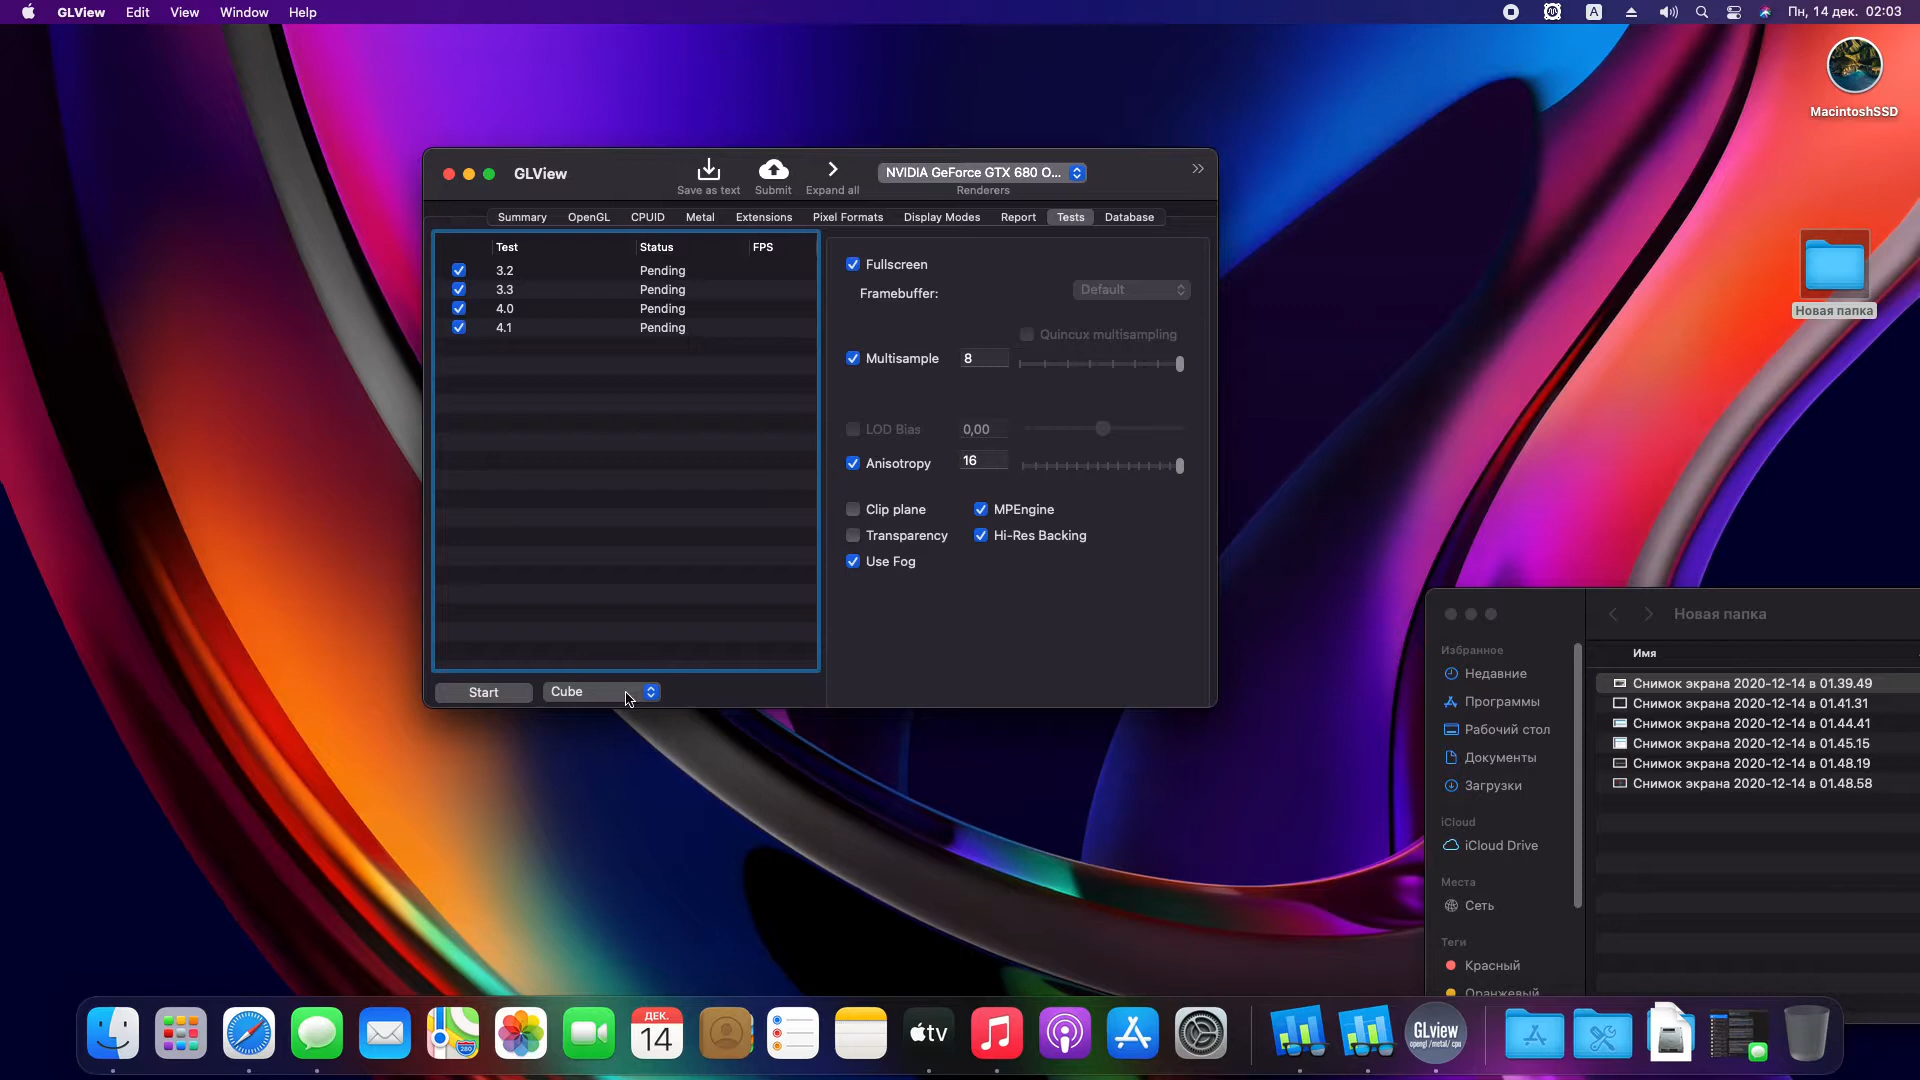 GLView Edit View Window Help
A
Пн, 14 дек. 02:03
MacintoshSSD
Новая папка
GLView
Save as text
Submit
Expand all
NVIDIA GeForce GTX 680 O...
Renderers
Summary OpenGL CPUID Metal Extensions Pixel Formats Display Modes Report Tests Database
Test Status FPS
3.2 Pending
3.3 Pending
4.0 Pending
4.1 Pending
Start
Cube
Fullscreen
Framebuffer: Default
Quincux multisampling
Multisample 8
LOD Bias 0,00
Anisotropy 16
Clip plane MPEngine
Transparency Hi-Res Backing
Use Fog
Новая папка
Избранное
Недавние
Программы
Рабочий стол
Документы
Загрузки
iCloud
iCloud Drive
Места
Сеть
Теги
Красный
Оранжевый
Имя
Снимок экрана 2020-12-14 в 01.39.49
Снимок экрана 2020-12-14 в 01.41.31
Снимок экрана 2020-12-14 в 01.44.41
Снимок экрана 2020-12-14 в 01.45.15
Снимок экрана 2020-12-14 в 01.48.19
Снимок экрана 2020-12-14 в 01.48.58
280
ДЕК.
14
tv
GLview
opengl /metal/ cpu